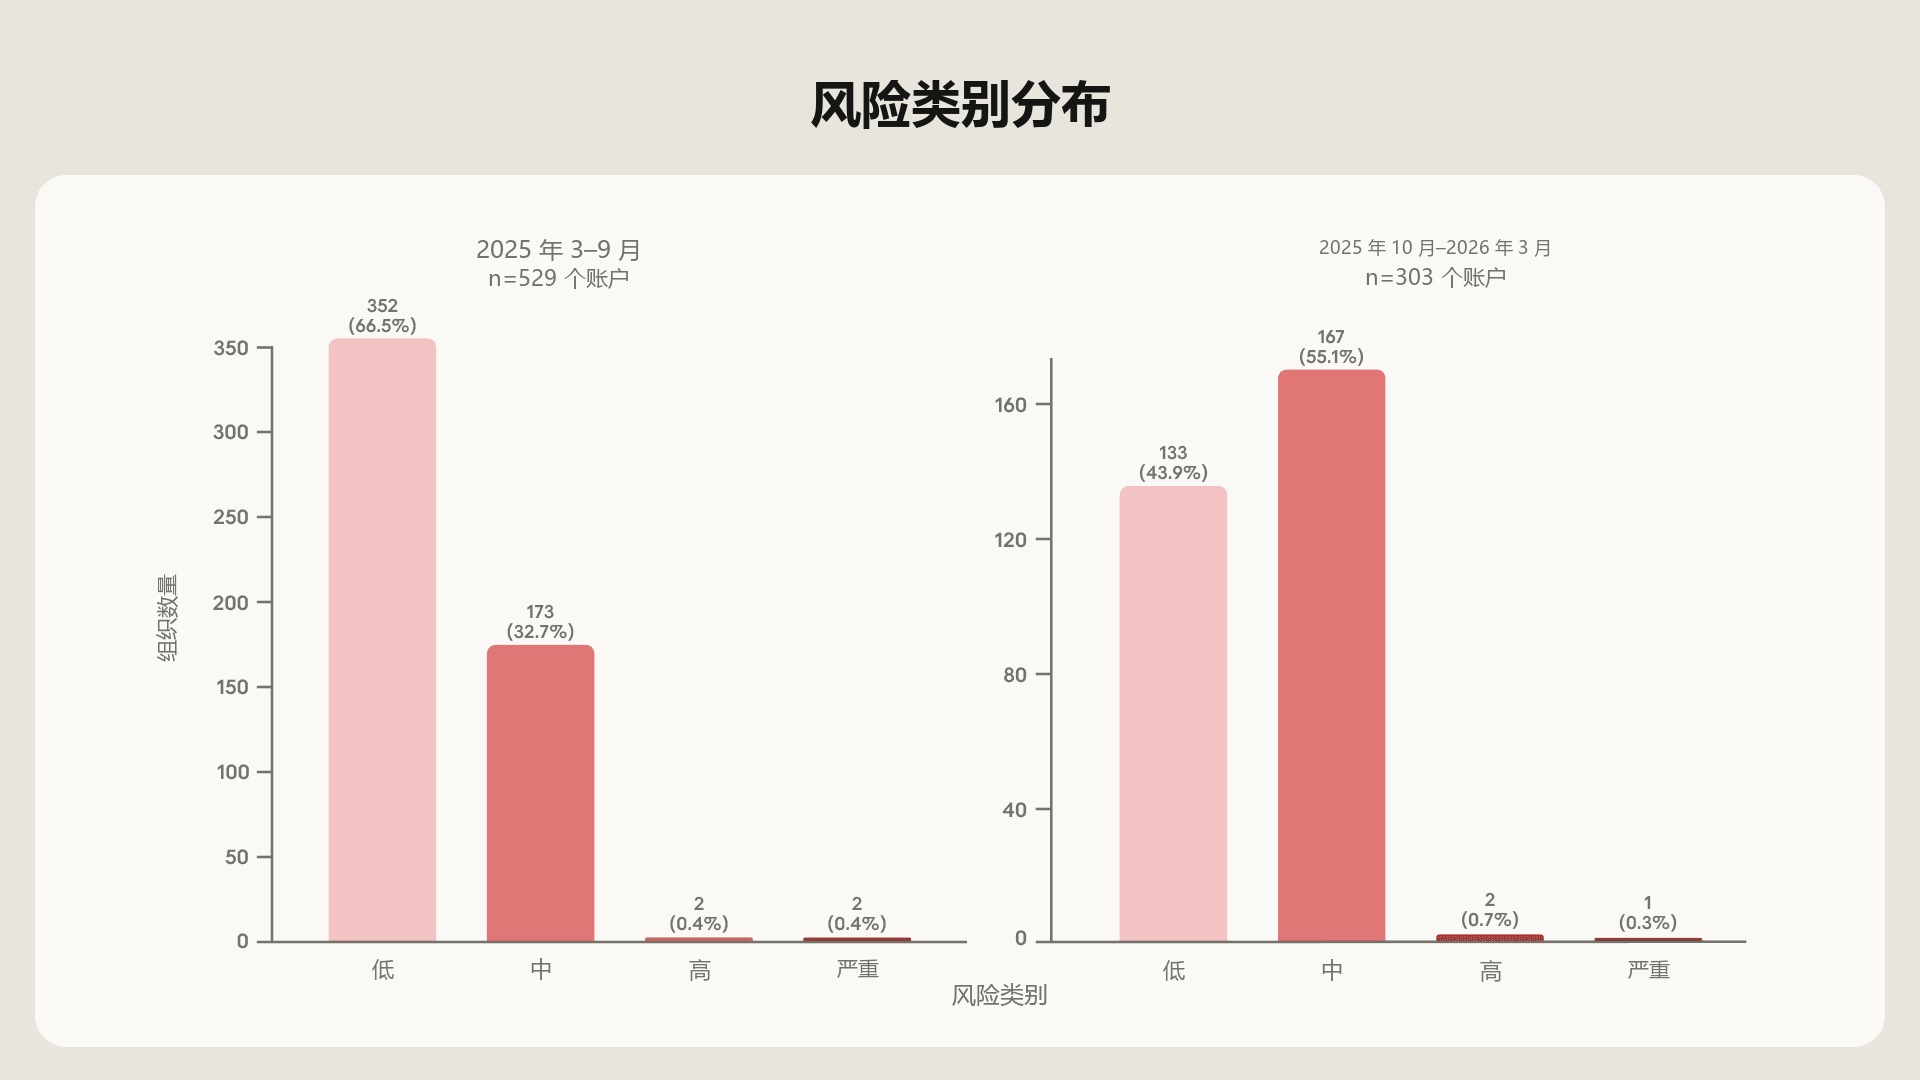 风险类别分布
2025 年 3–9 月
n=529 个账户
352
(66.5%)
350
300
250
200
150
100
50
0
组织数量
173
(32.7%)
2
(0.4%)
2
(0.4%)
低
中
高
严重
2025 年 10 月–2026 年 3 月
n=303 个账户
167
(55.1%)
160
120
80
40
0
133
(43.9%)
2
(0.7%)
1
(0.3%)
低
中
高
严重
风险类别